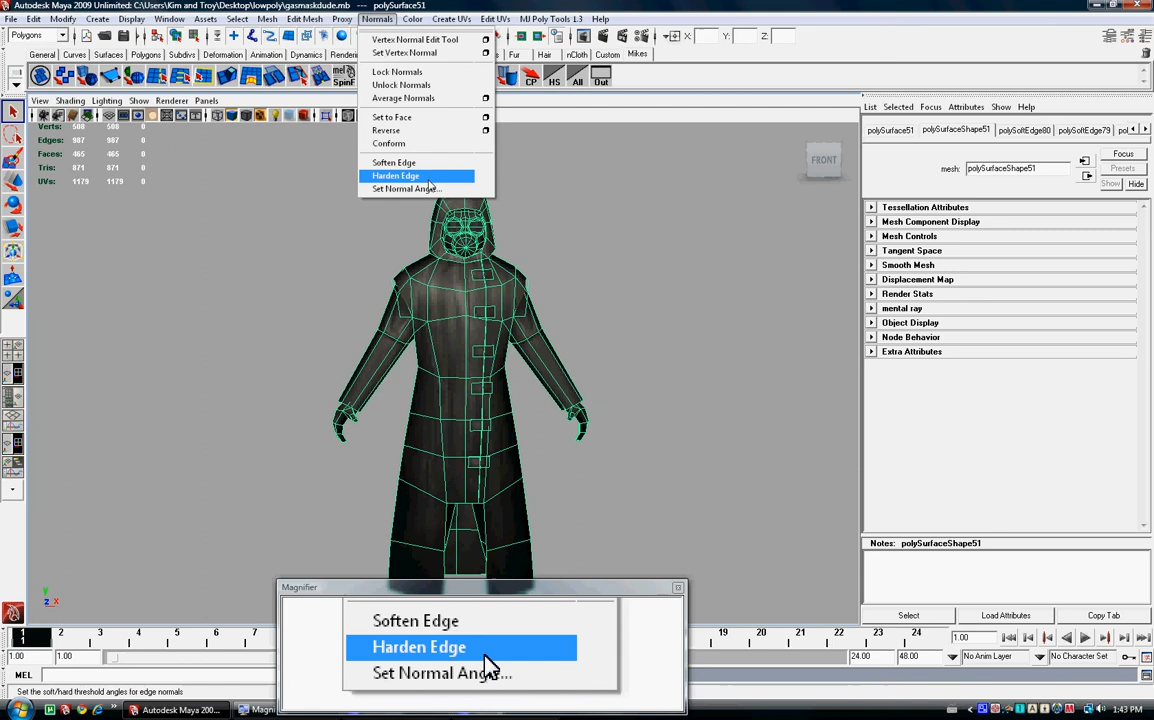 Autodesk Maya 2009 Unlimited: C:\Users\Kim and Troy\Desktop\lowpoly\gasmaskdude.mb --- polySurface51
File Edit Modify Create Display Window Assets Select Mesh Edit Mesh Proxy Normals Color Create UVs Edit UVs MJ Poly Tools 1.3 Help
Polygons
X: Y: Z:
General Curves Surfaces Polygons Subdivs Deformation Animation Dynamics Fur Hair nCloth Custom Mikes
mel
CP HS All Out
View Shading Lighting Show Renderer Panels
Verts: 508 508 0
Edges: 987 987 0
Faces: 465 465 0
Tris: 871 871 0
UVs: 1179 1179 0
Vertex Normal Edit Tool
Set Vertex Normal
Lock Normals
Unlock Normals
Average Normals
Set to Face
Reverse
Conform
Soften Edge
Harden Edge
Set Normal Angle...
FRONT
List Selected Focus Attributes Show Help
polySurface51 polySurfaceShape51 polySoftEdge80 polySoftEdge79
mesh: polySurfaceShape51
Focus
Presets
Show Hide
Tessellation Attributes
Mesh Component Display
Mesh Controls
Tangent Space
Smooth Mesh
Displacement Map
Render Stats
mental ray
Object Display
Node Behavior
Extra Attributes
Notes: polySurfaceShape51
Select Load Attributes Copy Tab
Magnifier
Soften Edge
Harden Edge
Set Normal Ang
y
z x
1 2 3 4 5 6 7 19 20 21 22 23 24
1
1.00
1.00 1.00 24.00 48.00 No Anim Layer No Character Set
MEL
Set the soft/hard threshold angles for edge normals
Autodesk Maya 200... Magnif
1:43 PM